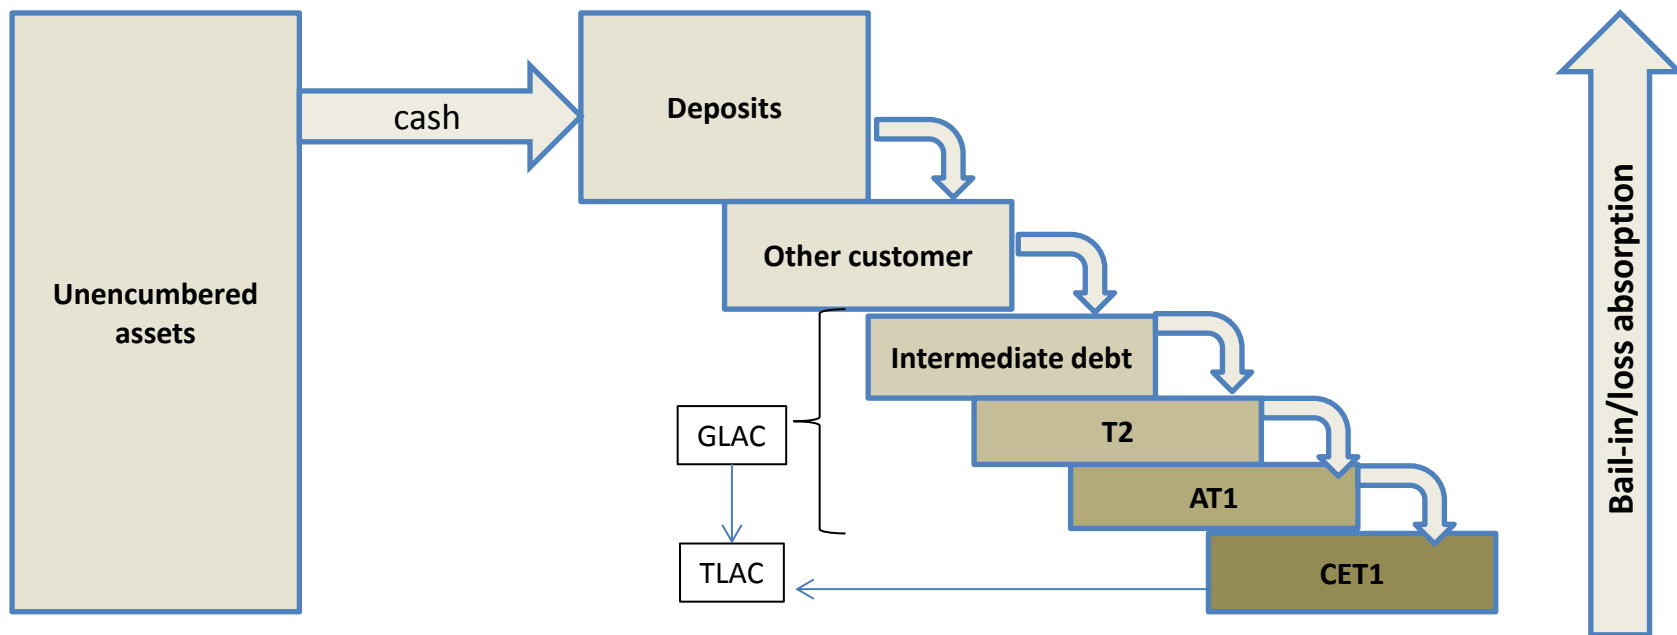 Unencumbered
assets
cash
Deposits
Other customer
Intermediate debt
T2
AT1
CET1
GLAC
TLAC
Bail-in/loss absorption